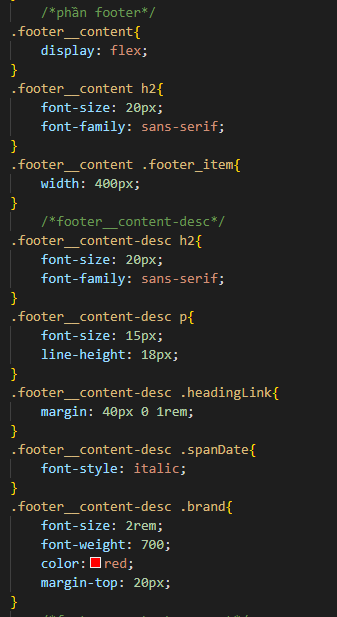 /*phần footer*/
.footer__content{
display: flex;
}
.footer__content h2{
font-size: 20px;
font-family: sans-serif;
}
.footer__content .footer_item{
width: 400px;
}
/*footer__content-desc*/
.footer__content-desc h2{
font-size: 20px;
font-family: sans-serif;
}
.footer__content-desc p{
font-size: 15px;
line-height: 18px;
}
.footer__content-desc .headingLink{
margin: 40px 0 1rem;
}
.footer__content-desc .spanDate{
font-style: italic;
}
.footer__content-desc .brand{
font-size: 2rem;
font-weight: 700;
color: red;
margin-top: 20px;
}